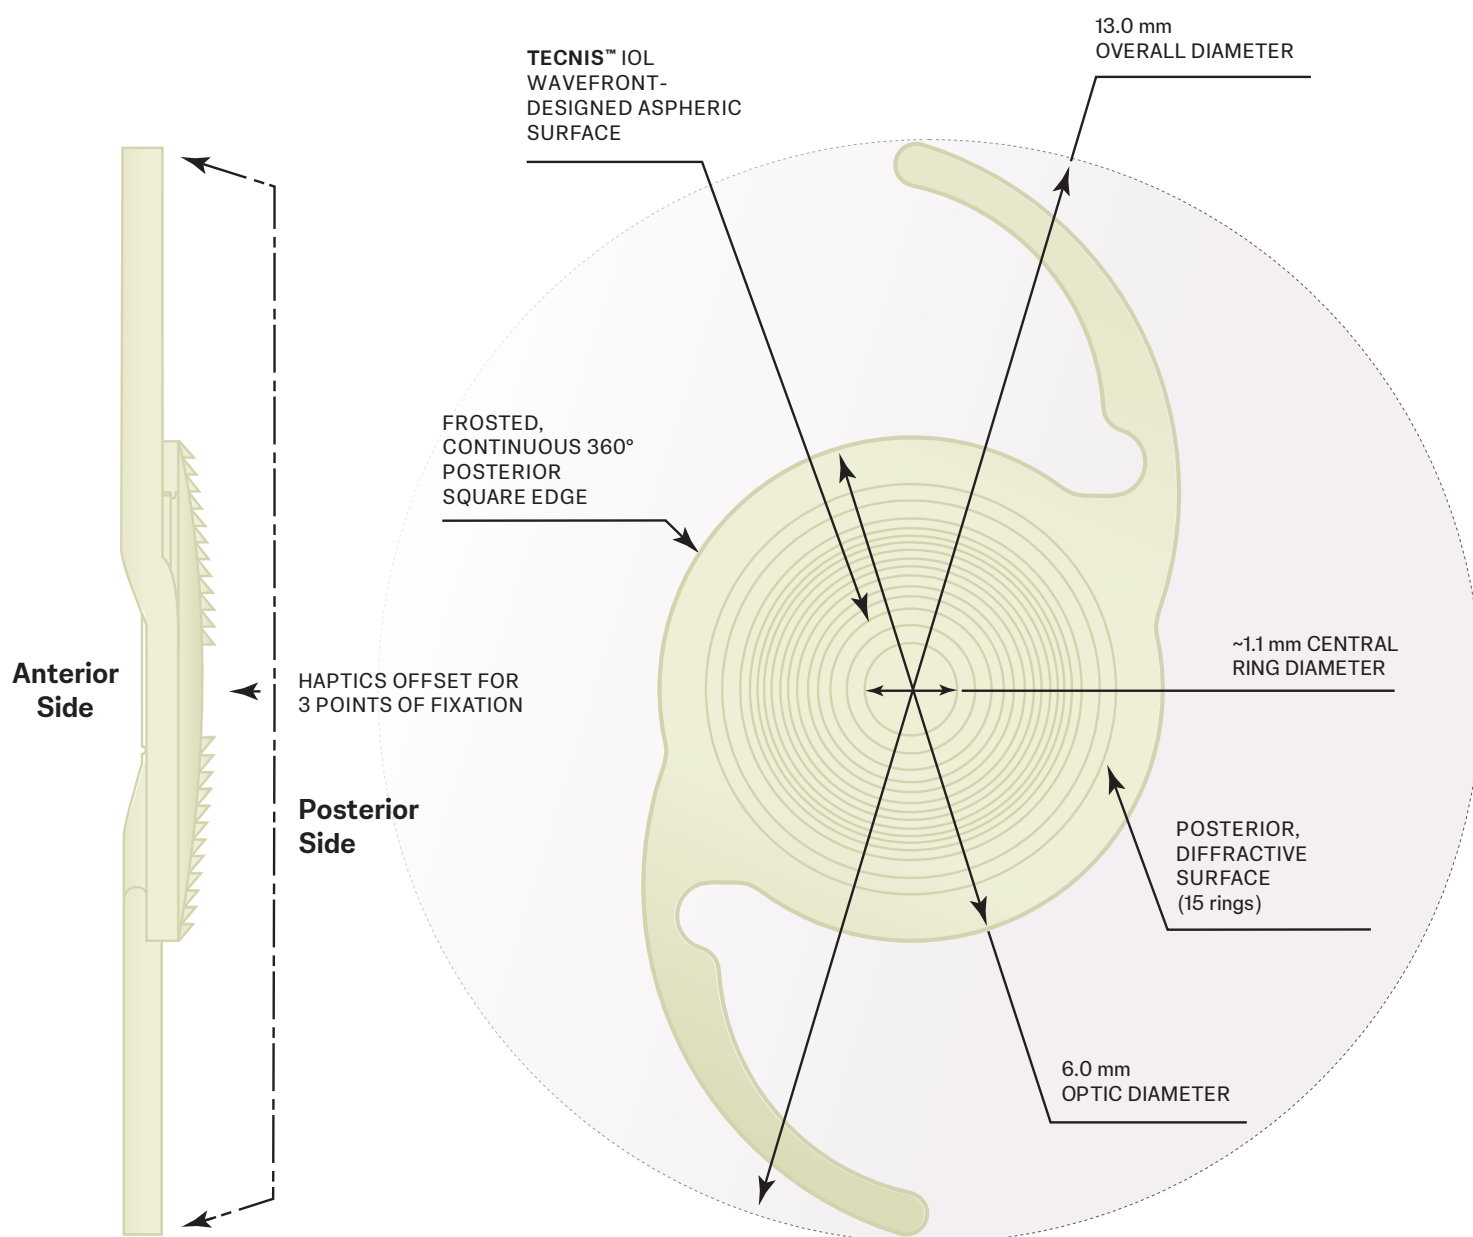 13.0 mm
OVERALL DIAMETER
TECNIS™ IOL
WAVEFRONT-
DESIGNED ASPHERIC
SURFACE
FROSTED,
CONTINUOUS 360°
POSTERIOR
SQUARE EDGE
~1.1 mm CENTRAL
RING DIAMETER
Anterior
Side
HAPTICS OFFSET FOR
3 POINTS OF FIXATION
Posterior
Side
POSTERIOR,
DIFFRACTIVE
SURFACE
(15 rings)
6.0 mm
OPTIC DIAMETER